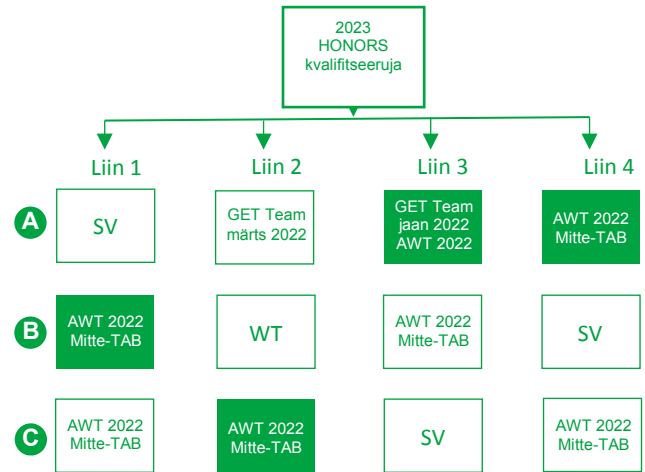 2023
HONORS
kvalifitseeruja
Liin 1
Liin 2
Liin 3
Liin 4
A
SV
GET Team
märts 2022
GET Team
jaan 2022
AWT 2022
AWT 2022
Mitte-TAB
B
AWT 2022
Mitte-TAB
WT
AWT 2022
Mitte-TAB
SV
C
AWT 2022
Mitte-TAB
AWT 2022
Mitte-TAB
SV
AWT 2022
Mitte-TAB